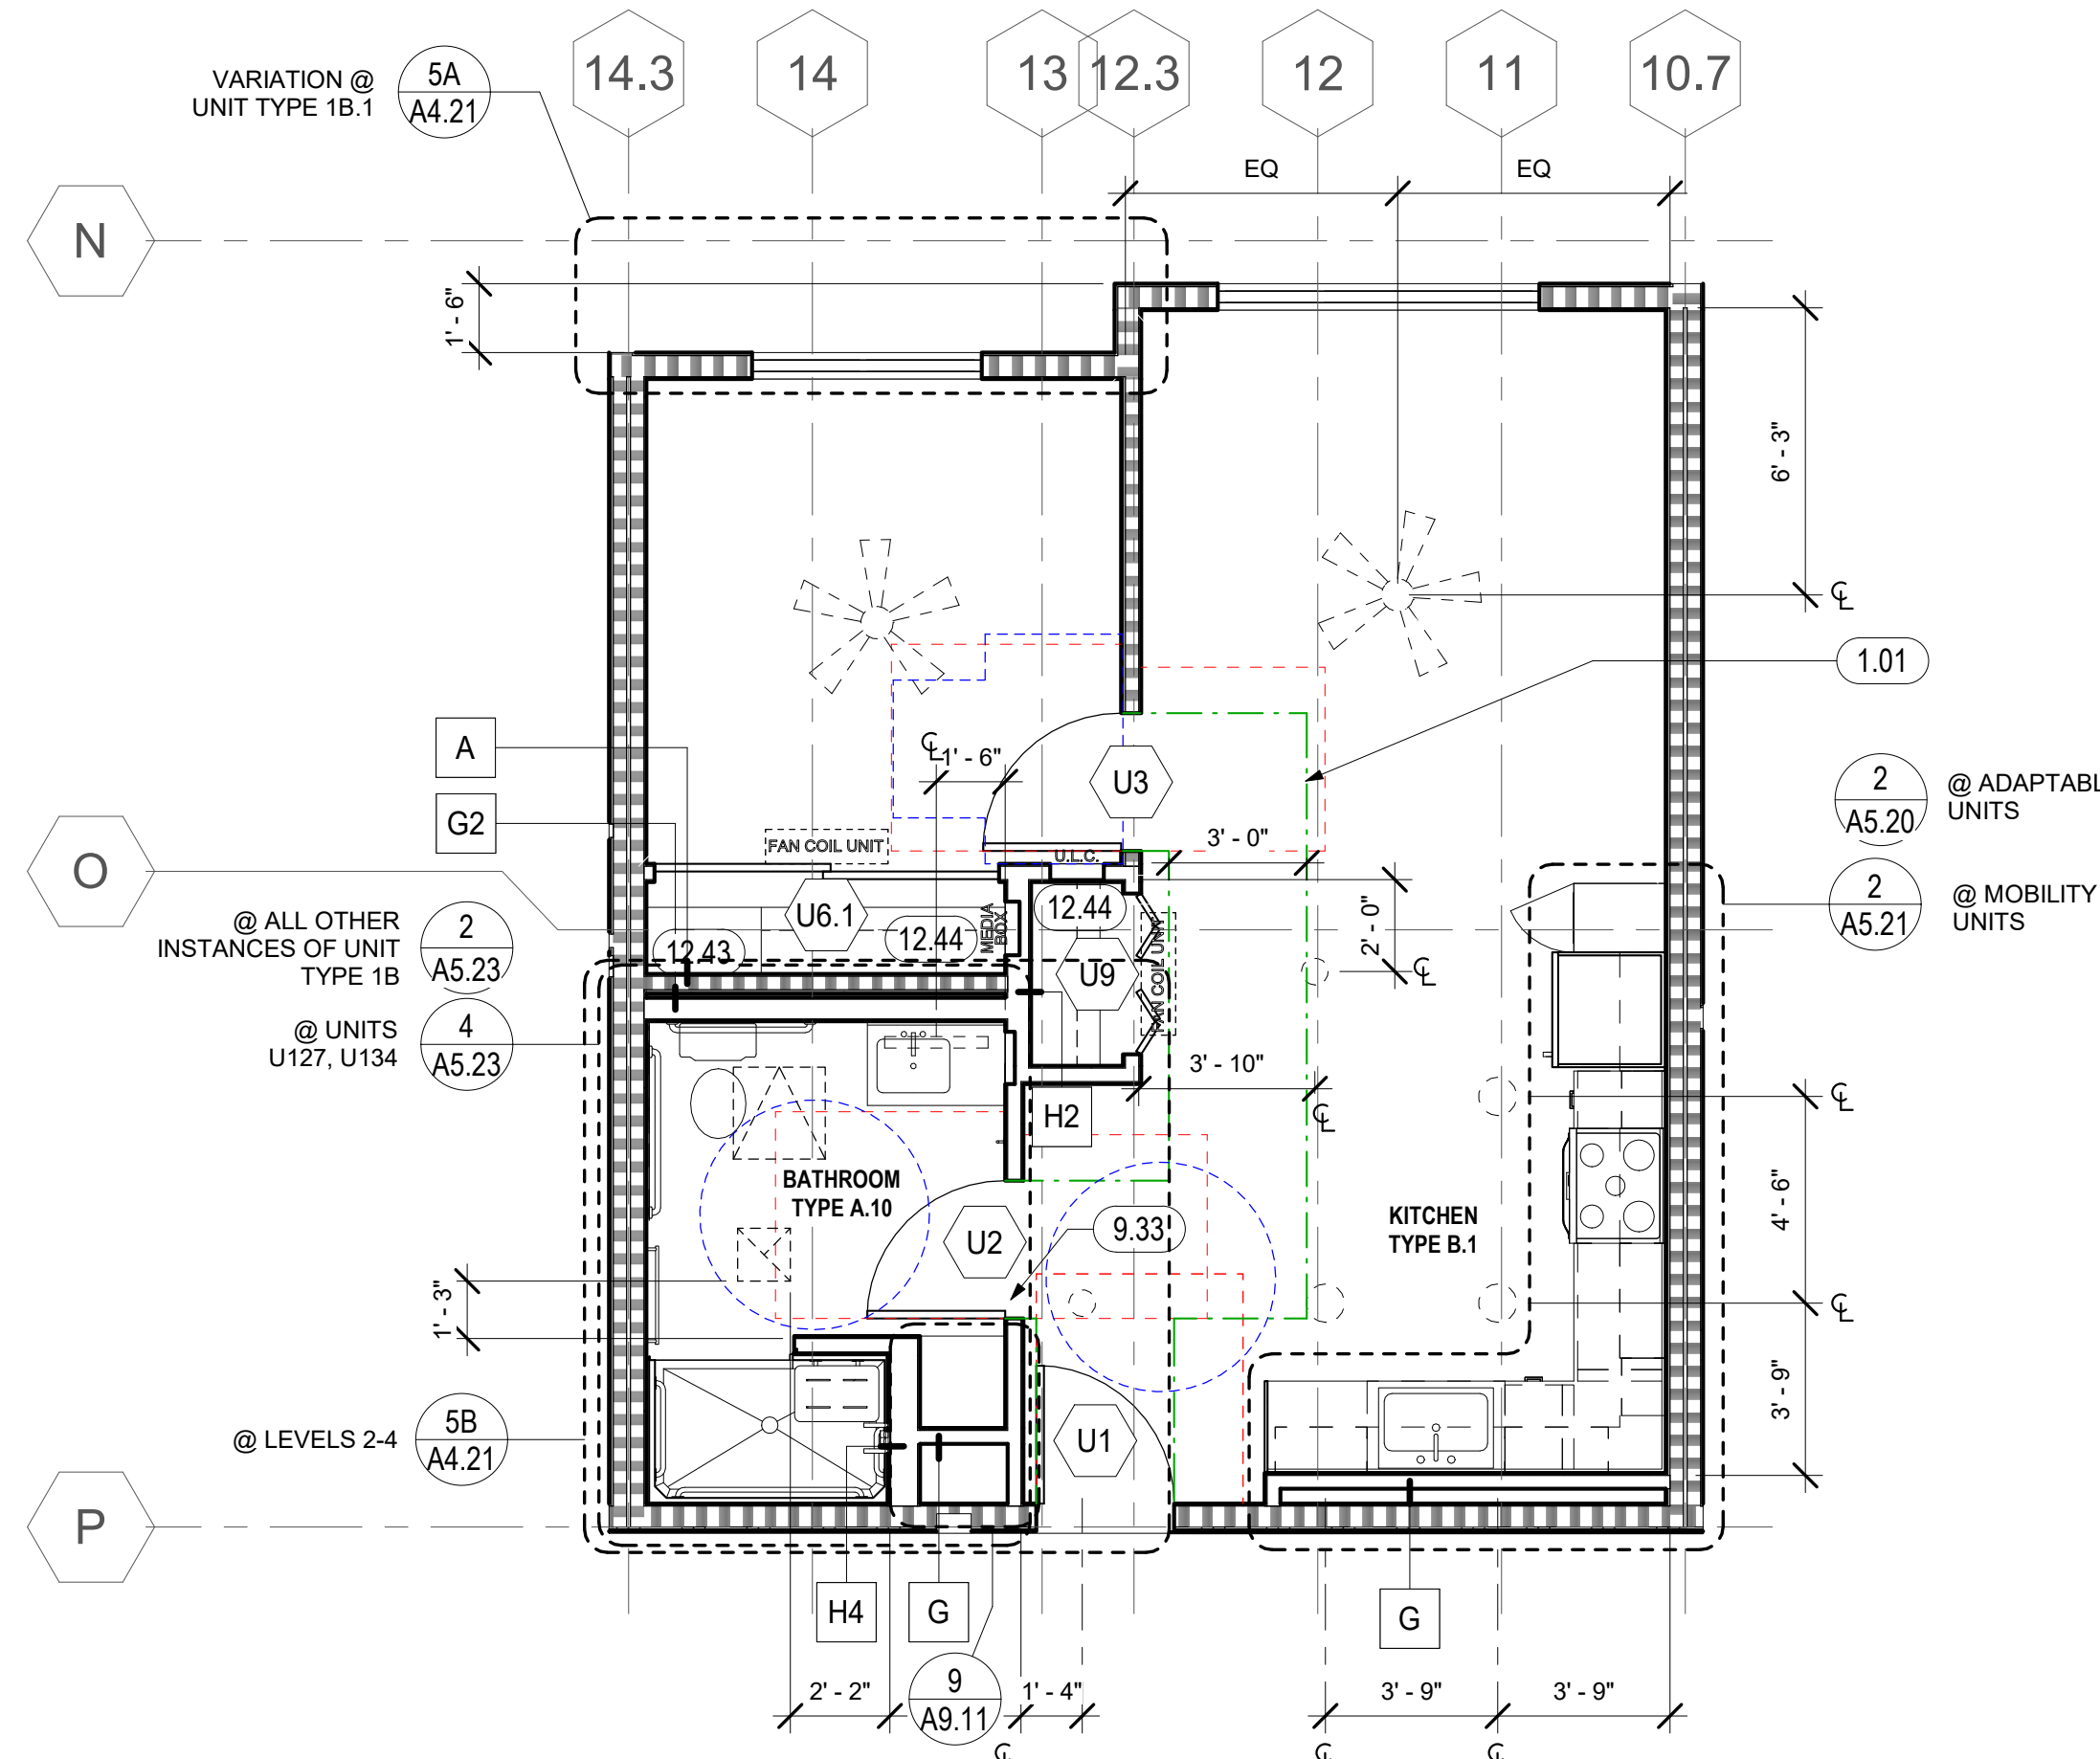 14.3
14
13
12.3
12
11
10.7
VARIATION @
UNIT TYPE 1B.1
5A
A4.21
EQ
EQ
N
1' - 6"
6' - 3"
℄
1.01
A
℄
1' - 6"
U3
2
A5.20
@ ADAPTABL
UNITS
G2
3' - 0"
FAN COIL UNIT
U.L.C.
O
2
A5.21
@ MOBILITY
UNITS
U6.1
12.44
MEDIA
BOX
12.43
12.44
@ ALL OTHER
INSTANCES OF UNIT
TYPE 1B
2
A5.23
2' - 0"
U9
FAN COIL UNIT
℄
@ UNITS
U127, U134
4
A5.23
3' - 10"
℄
H2
℄
BATHROOM
TYPE A.10
4' - 6"
KITCHEN
TYPE B.1
9.33
U2
1' - 3"
℄
3' - 9"
@ LEVELS 2-4
5B
A4.21
U1
P
H4
G
G
9
A9.11
2' - 2"
1' - 4"
3' - 9"
3' - 9"
℄
℄
℄